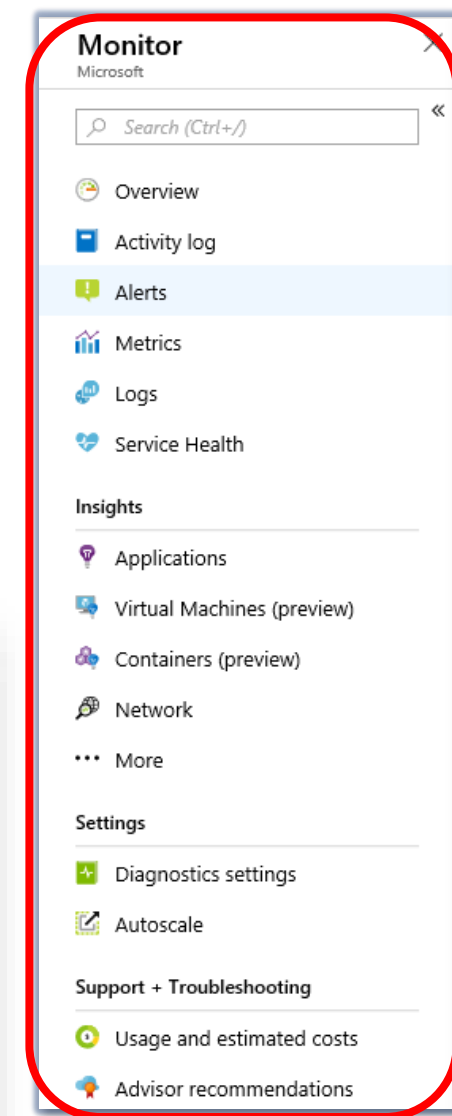 Monitor
Microsoft
Search (Ctrl+/)
Overview
Activity log
Alerts
Metrics
Logs
Service Health
Insights
Applications
Virtual Machines (preview)
Containers (preview)
Network
More
Settings
Diagnostics settings
Autoscale
Support + Troubleshooting
Usage and estimated costs
Advisor recommendations